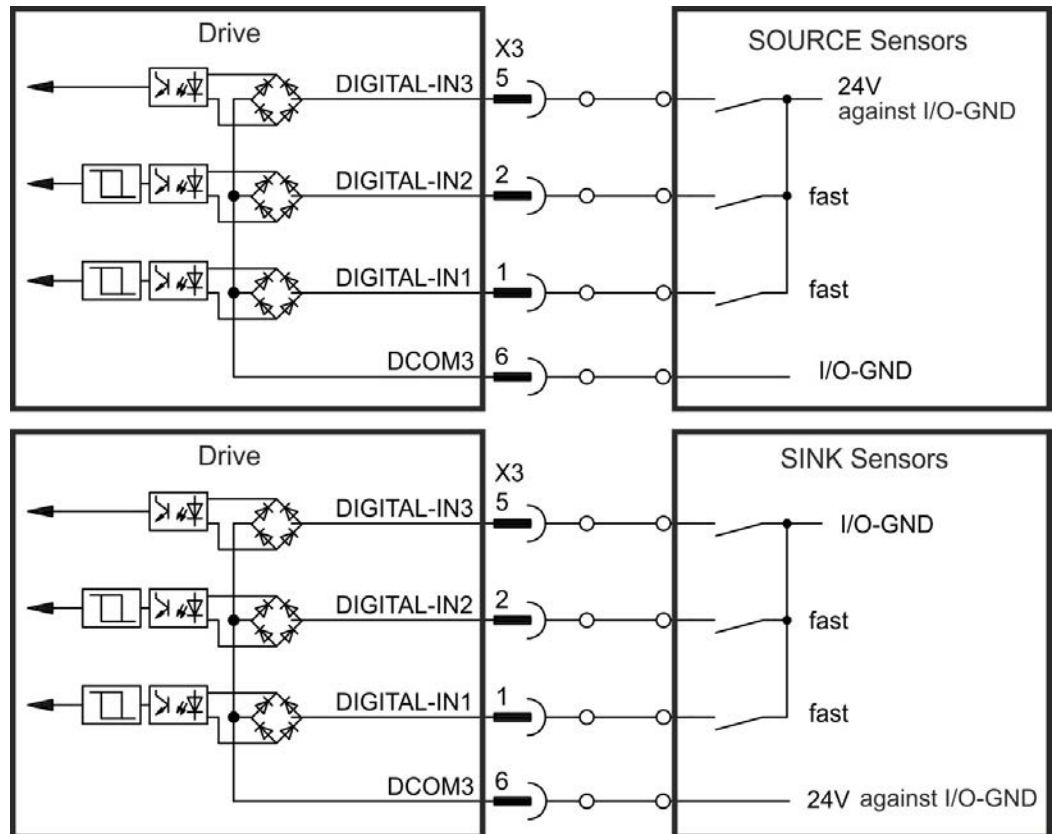 Drive
X3
SOURCE Sensors
DIGITAL-IN3
5
24V
against I/O-GND
DIGITAL-IN2
2
fast
DIGITAL-IN1
1
fast
DCOM3
6
I/O-GND
Drive
X3
SINK Sensors
DIGITAL-IN3
5
I/O-GND
DIGITAL-IN2
2
fast
DIGITAL-IN1
1
fast
DCOM3
6
24V against I/O-GND